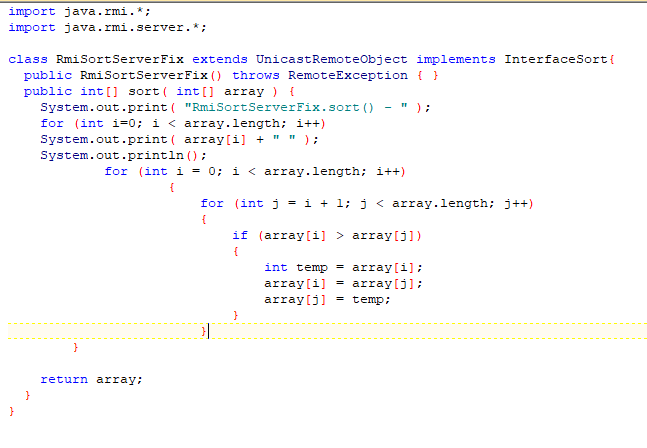 import java.rmi.*;
import java.rmi.server.*;

class RmiSortServerFix extends UnicastRemoteObject implements InterfaceSort{
  public RmiSortServerFix() throws RemoteException { }
  public int[] sort( int[] array ) {
    System.out.print( "RmiSortServerFix.sort() - " );
    for (int i=0; i < array.length; i++)
    System.out.print( array[i] + " " );
    System.out.println();
            for (int i = 0; i < array.length; i++)
                    {
                        for (int j = i + 1; j < array.length; j++)
                        {
                            if (array[i] > array[j])
                            {
                                int temp = array[i];
                                array[i] = array[j];
                                array[j] = temp;
                            }
                        }
        }

    return array;
  }
}